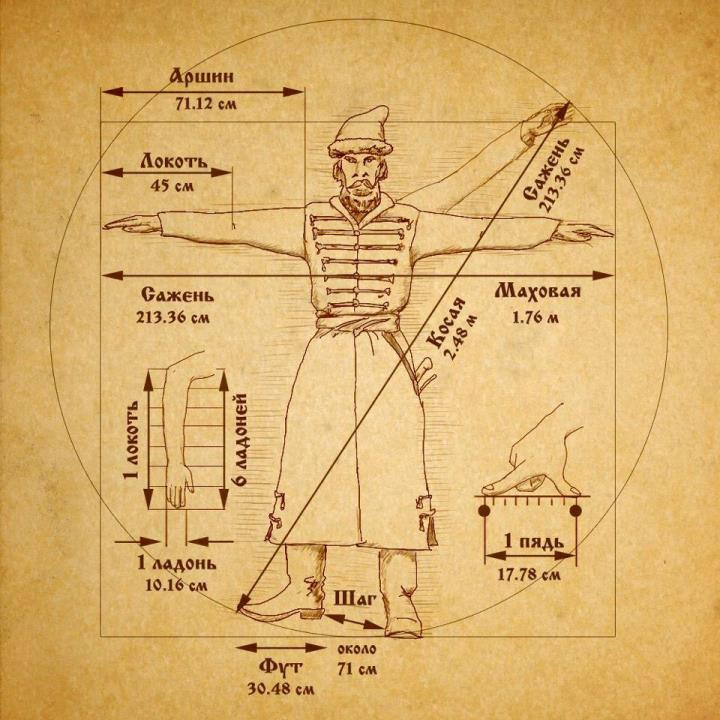 Аршин
71.12 см
Локоть
45 см
Сажень
213.36 см
Сажень
213.36 см
Маховая
1.76 м
Косая
2.48 м
1 локоть
6 ладоней
1 ладонь
10.16 см
1 пядь
17.78 см
Шаг
около
71 см
Фут
30.48 см